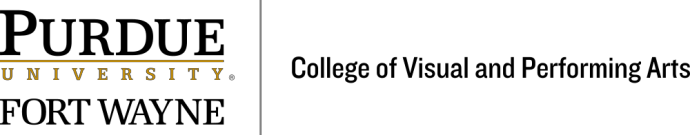 PURDUE
UNIVERSITY®
FORT WAYNE
College of Visual and Performing Arts